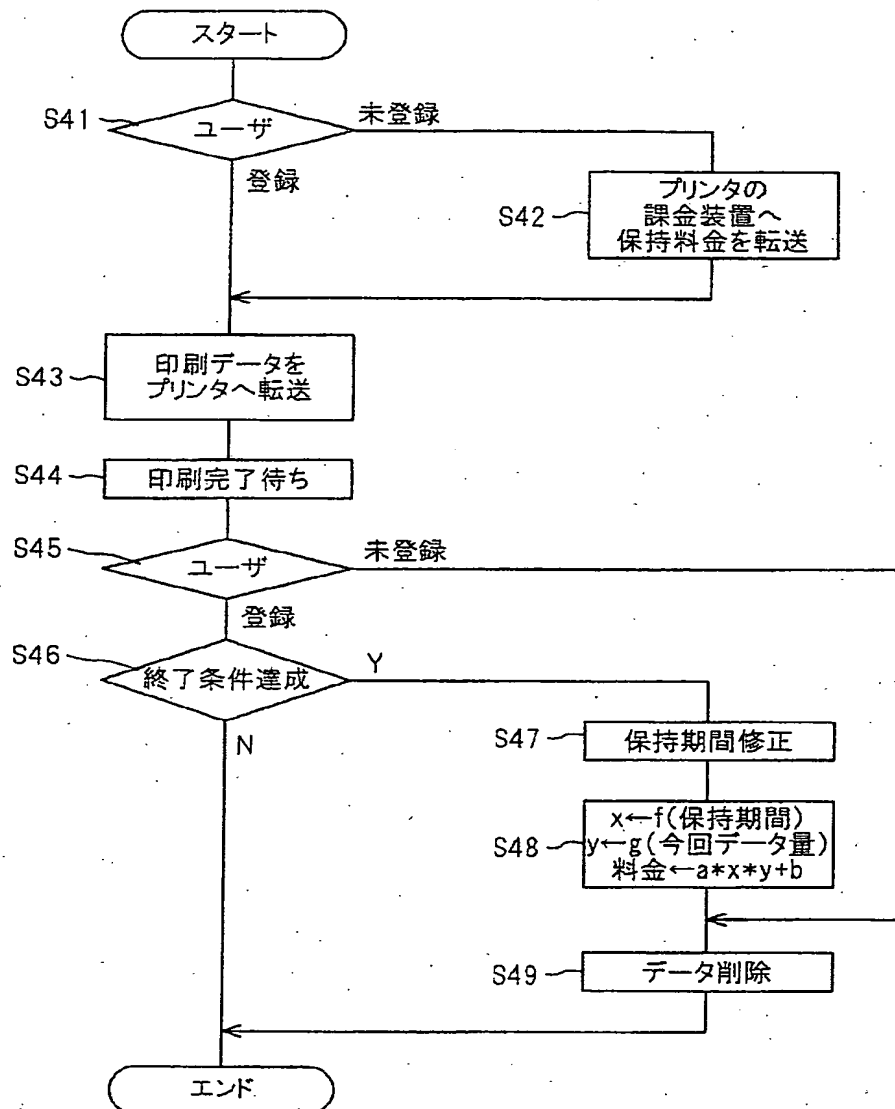 スタート
S41
ユーザ
未登録
登録
S42
プリンタの
課金装置へ
保持料金を転送
S43
印刷データを
プリンタへ転送
S44
印刷完了待ち
S45
ユーザ
未登録
登録
S46
終了条件達成
Y
N
S47
保持期間修正
S48
x←f(保持期間)
y←g(今回データ量)
料金←a*x*y+b
S49
データ削除
エンド